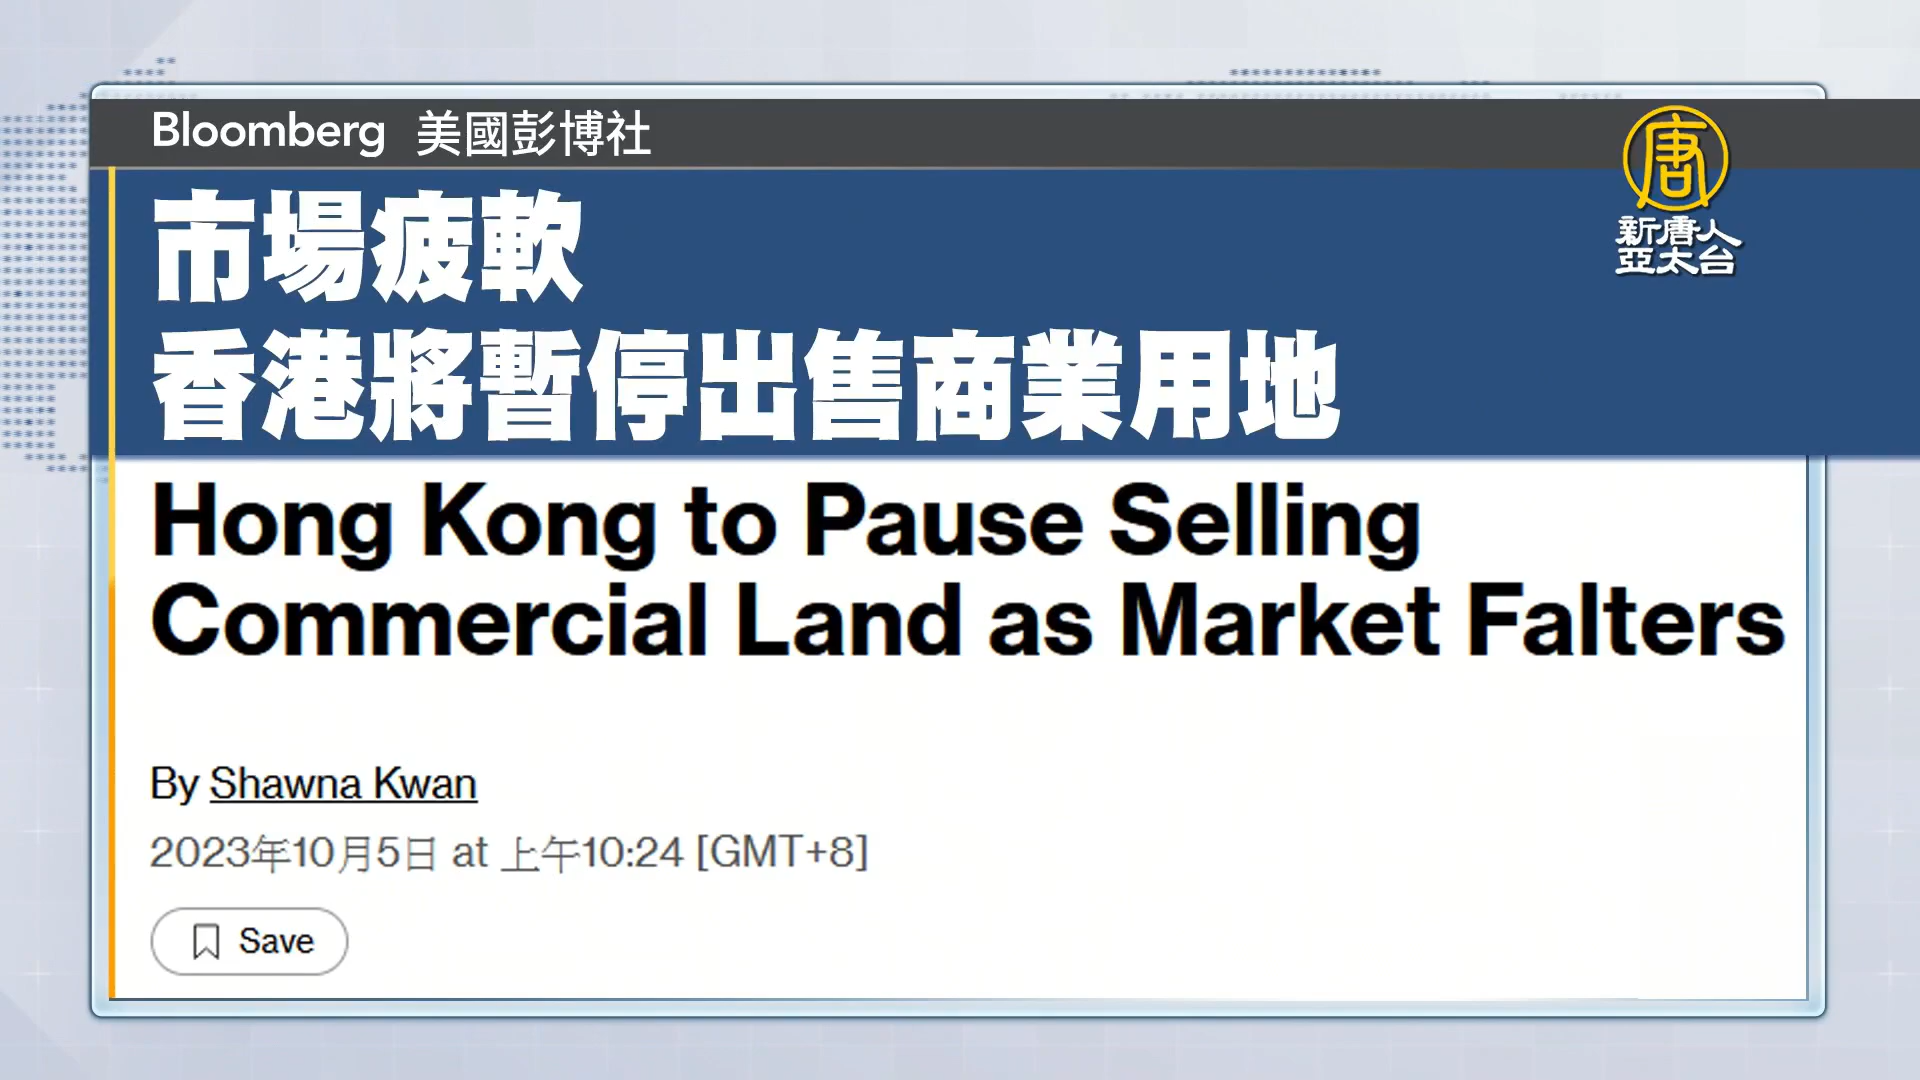 Bloomberg 美國彭博社
唐
新唐人
亞太台
市場疲軟
香港將暫停出售商業用地
Hong Kong to Pause Selling
Commercial Land as Market Falters
By Shawna Kwan
2023年10月5日 at 上午10:24 [GMT+8]
Save